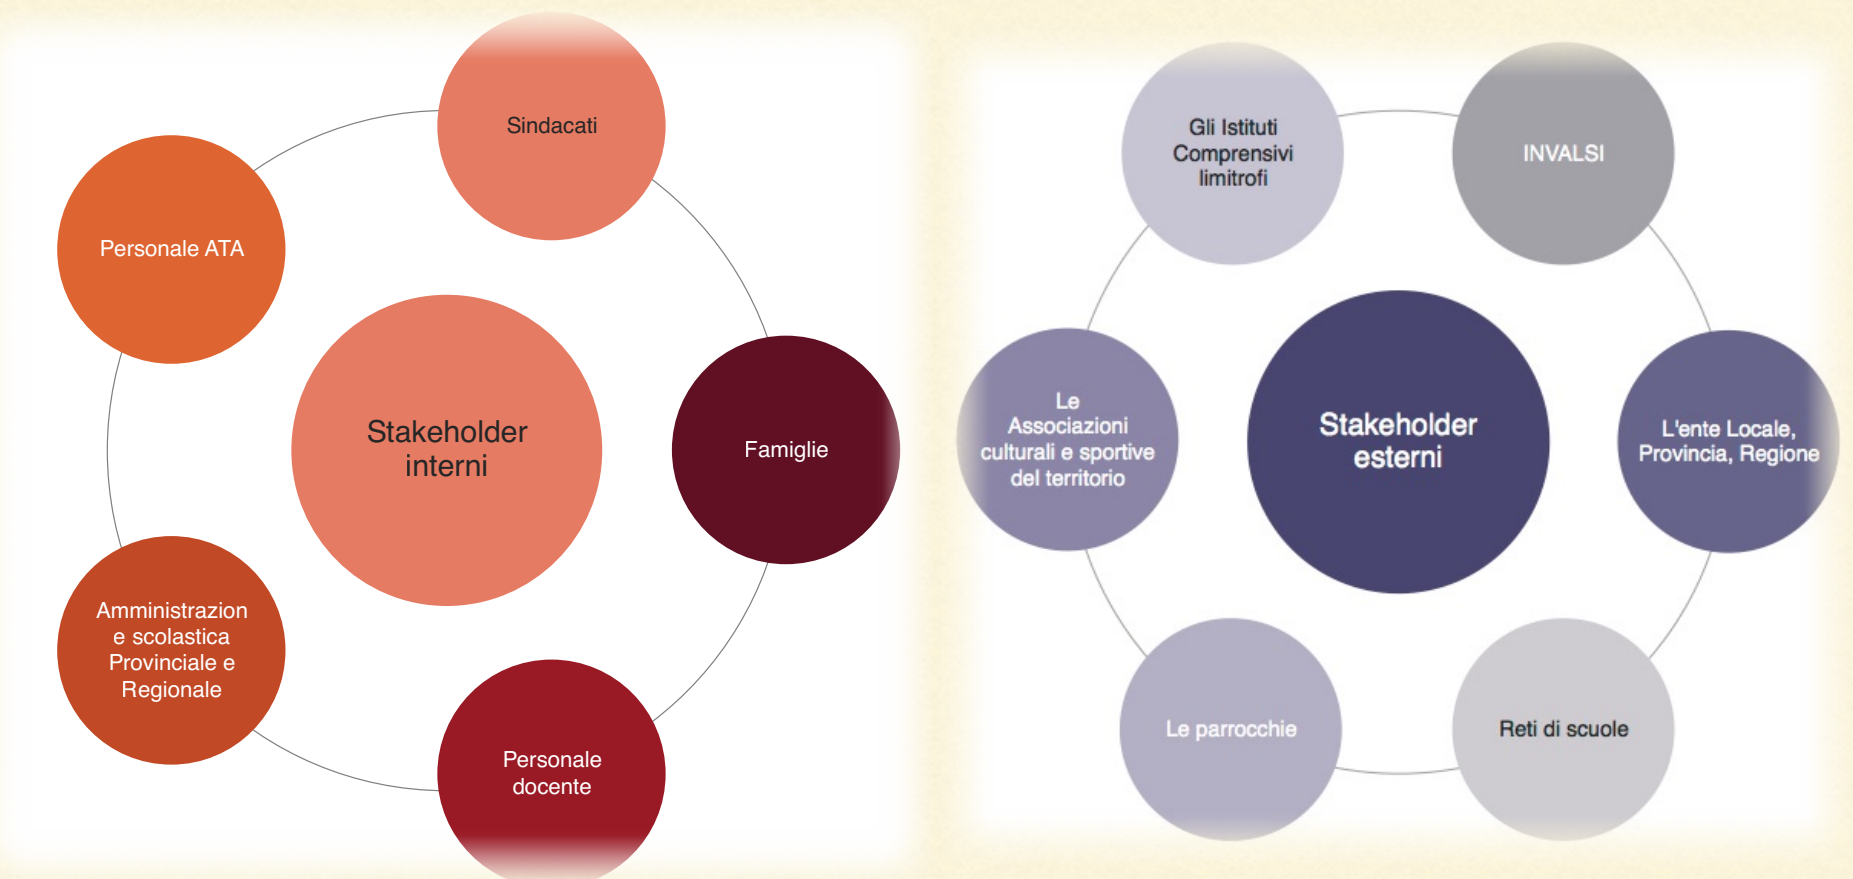 Sindacati
Personale ATA
Stakeholder
interni
Famiglie
Amministrazion
e scolastica
Provinciale e
Regionale
Personale
docente
Gli Istituti
Comprensivi
limitrofi
INVALSI
Le
Associazioni
culturali e sportive
del territorio
Stakeholder
esterni
L'ente Locale,
Provincia, Regione
Le parrocchie
Reti di scuole